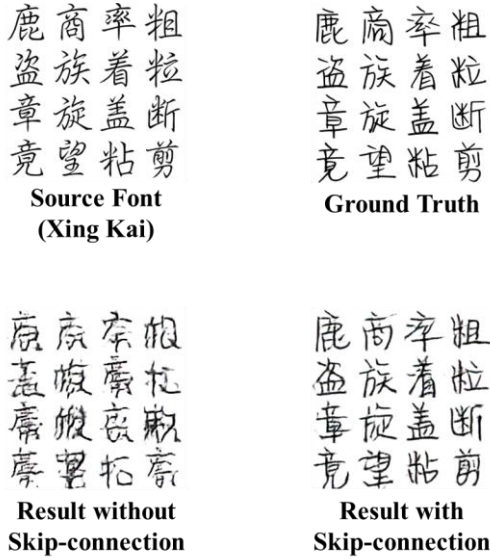 鹿商率粗
盗族着粒
章旋盖断
竟望粘剪
Source Font
(Xing Kai)
鹿商率粗
盗族着粒
章旋盖断
竟望粘剪
Ground Truth
Result without
Skip-connection
鹿商率粗
盗族着粒
章旋盖断
竟望粘剪
Result with
Skip-connection